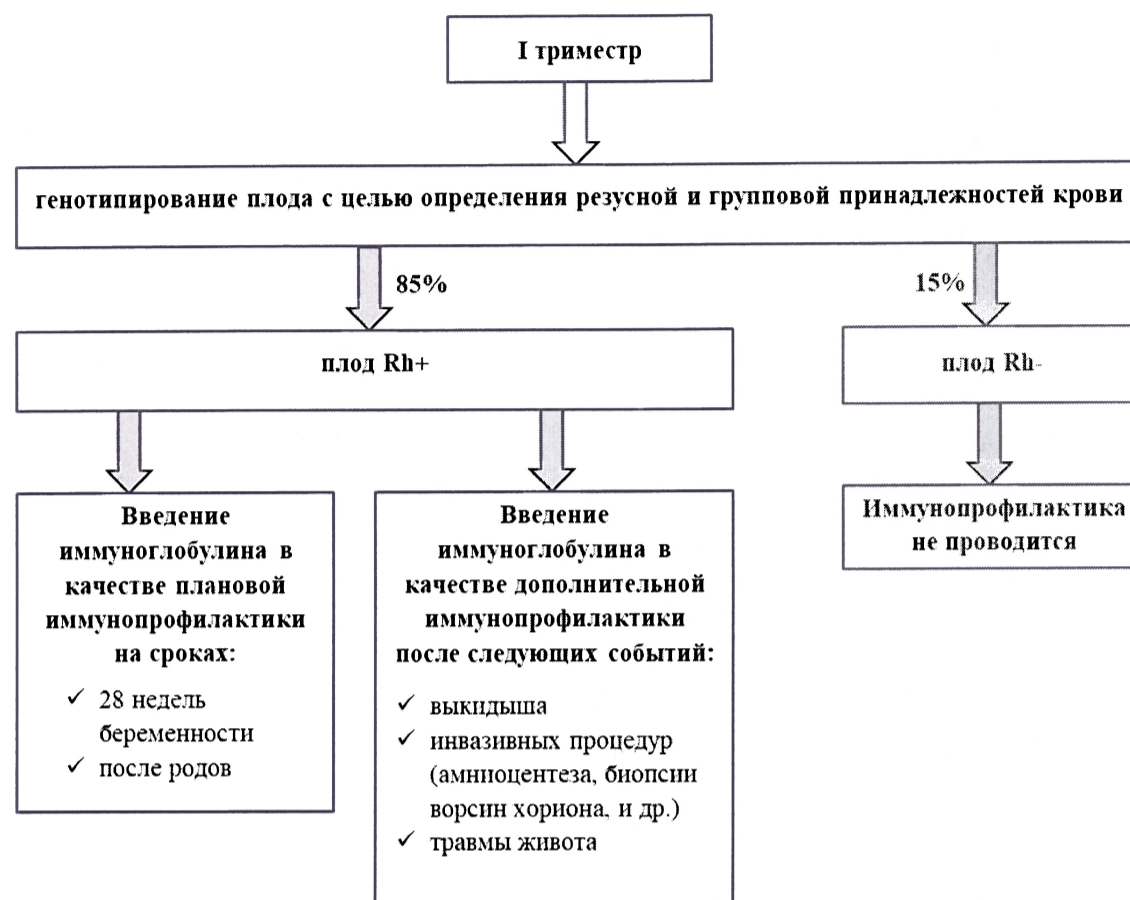 I триместр
генотипирование плода с целью определения резусной и групповой принадлежностей крови
85%
15%
плод Rh+
плод Rh-
Введение
иммуноглобулина в
качестве плановой
иммунопрофилактики
на сроках:
✓ 28 недель
беременности
✓ после родов
Введение
иммуноглобулина в
качестве дополнительной
иммунопрофилактики
после следующих событий:
✓ выкидыша
✓ инвазивных процедур
(амниоцентеза, биопсии
ворсин хориона, и др.)
✓ травмы живота
Иммунопрофилактика
не проводится